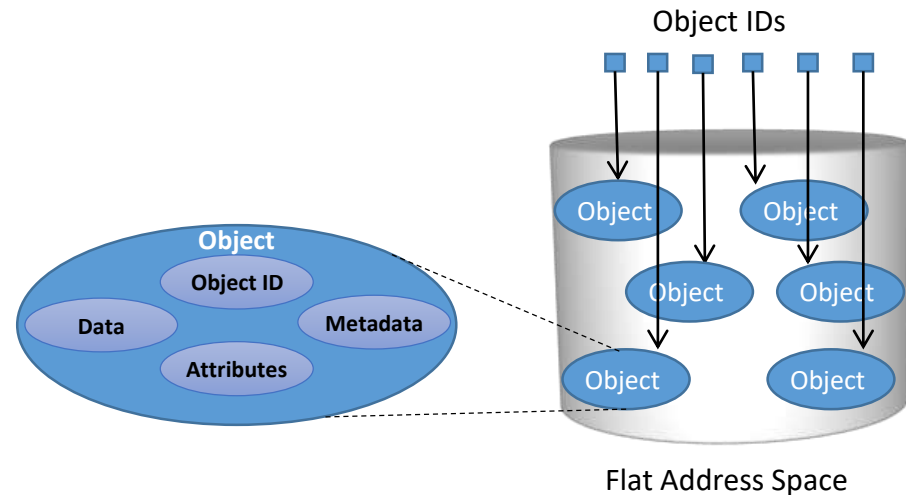 Object IDs
Object
Object
Object
Object ID
Data
Metadata
Attributes
Object
Object
Object
Object
Flat Address Space